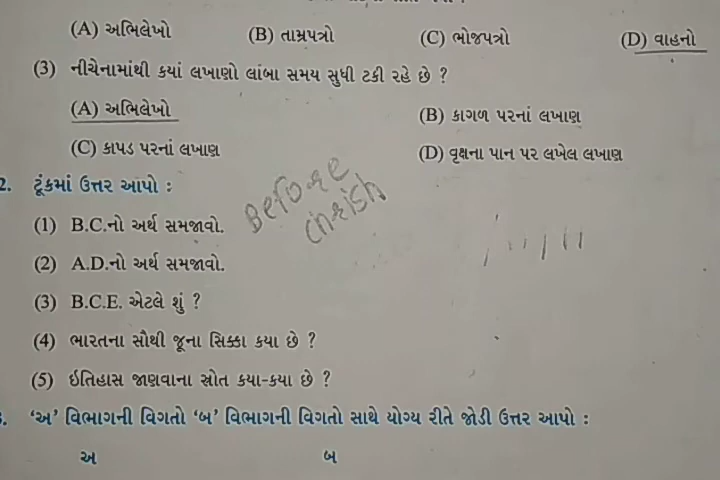 (A) અભિલેખો (B) તામ્રપત્રો (C) ભોજપત્રો (D) વાહનો
(3) નીચેનામાંથી કયાં લખાણો લાંબા સમય સુધી ટકી રહે છે ?
(A) અભિલેખો (B) કાગળ પરનાં લખાણ
(C) કાપડ પરનાં લખાણ (D) વૃક્ષના પાન પર લખેલ લખાણ
2. ટૂંકમાં ઉત્તર આપો :
(1) B.C.નો અર્થ સમજાવો.
Before
(2) A.D.નો અર્થ સમજાવો.
(3) B.C.E. એટલે શું ?
(4) ભારતના સૌથી જૂના સિક્કા કયા છે ?
(5) ઇતિહાસ જાણવાના સ્રોત કયા-કયા છે ?
'અ' વિભાગની વિગતો 'બ' વિભાગની વિગતો સાથે યોગ્ય રીતે જોડી ઉત્તર આપો :
અ બ